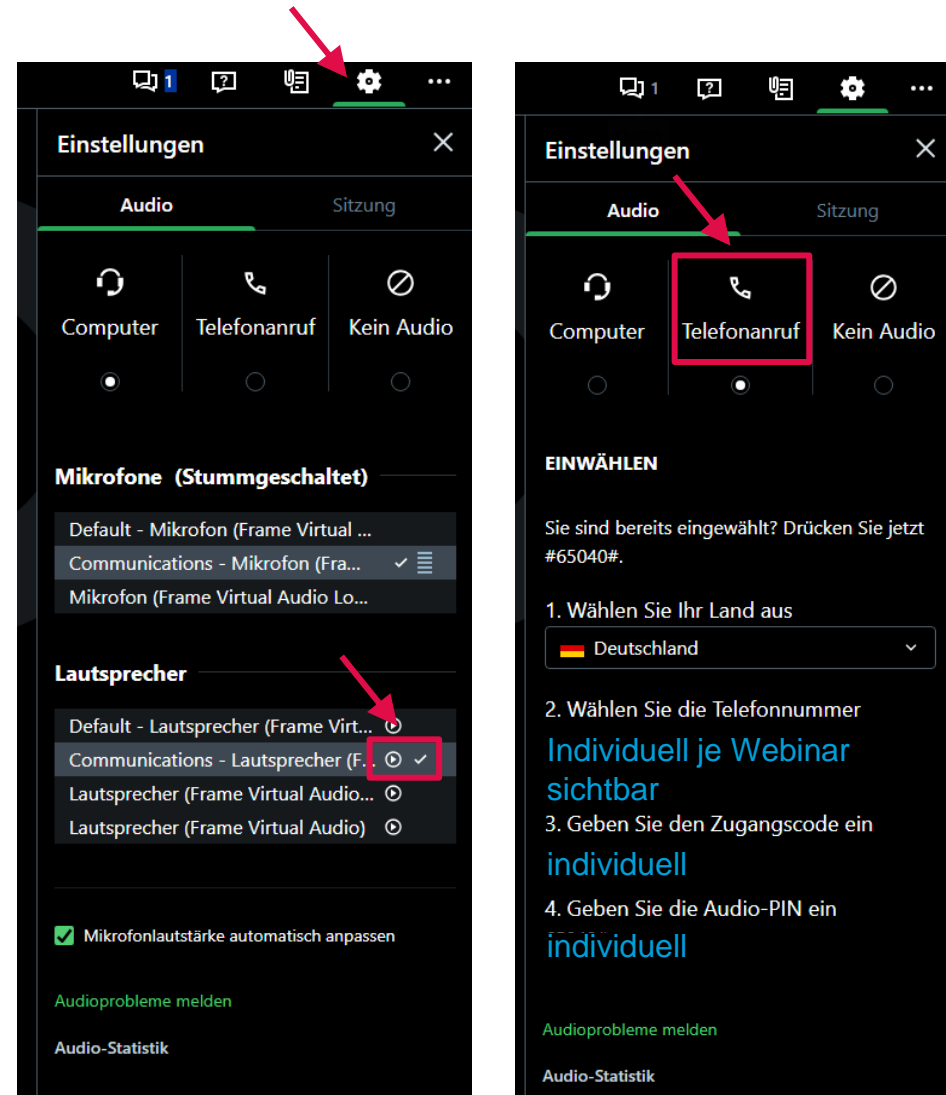 1
Einstellungen
Audio
Sitzung
Computer
Telefonanruf
Kein Audio
Mikrofone (Stummgeschaltet)
Default - Mikrofon (Frame Virtual ...
Communications - Mikrofon (Fra...
Mikrofon (Frame Virtual Audio Lo...
Lautsprecher
Default - Lautsprecher (Frame Virt...
Communications - Lautsprecher (F...
Lautsprecher (Frame Virtual Audio...
Lautsprecher (Frame Virtual Audio)
Mikrofonlautstärke automatisch anpassen
Audioprobleme melden
Audio-Statistik
1
Einstellungen
Audio
Sitzung
Computer
Telefonanruf
Kein Audio
EINWÄHLEN
Sie sind bereits eingewählt? Drücken Sie jetzt
#65040#.
1. Wählen Sie Ihr Land aus
Deutschland
2. Wählen Sie die Telefonnummer
Individuell je Webinar
sichtbar
3. Geben Sie den Zugangscode ein
individuell
4. Geben Sie die Audio-PIN ein
individuell
Audioprobleme melden
Audio-Statistik